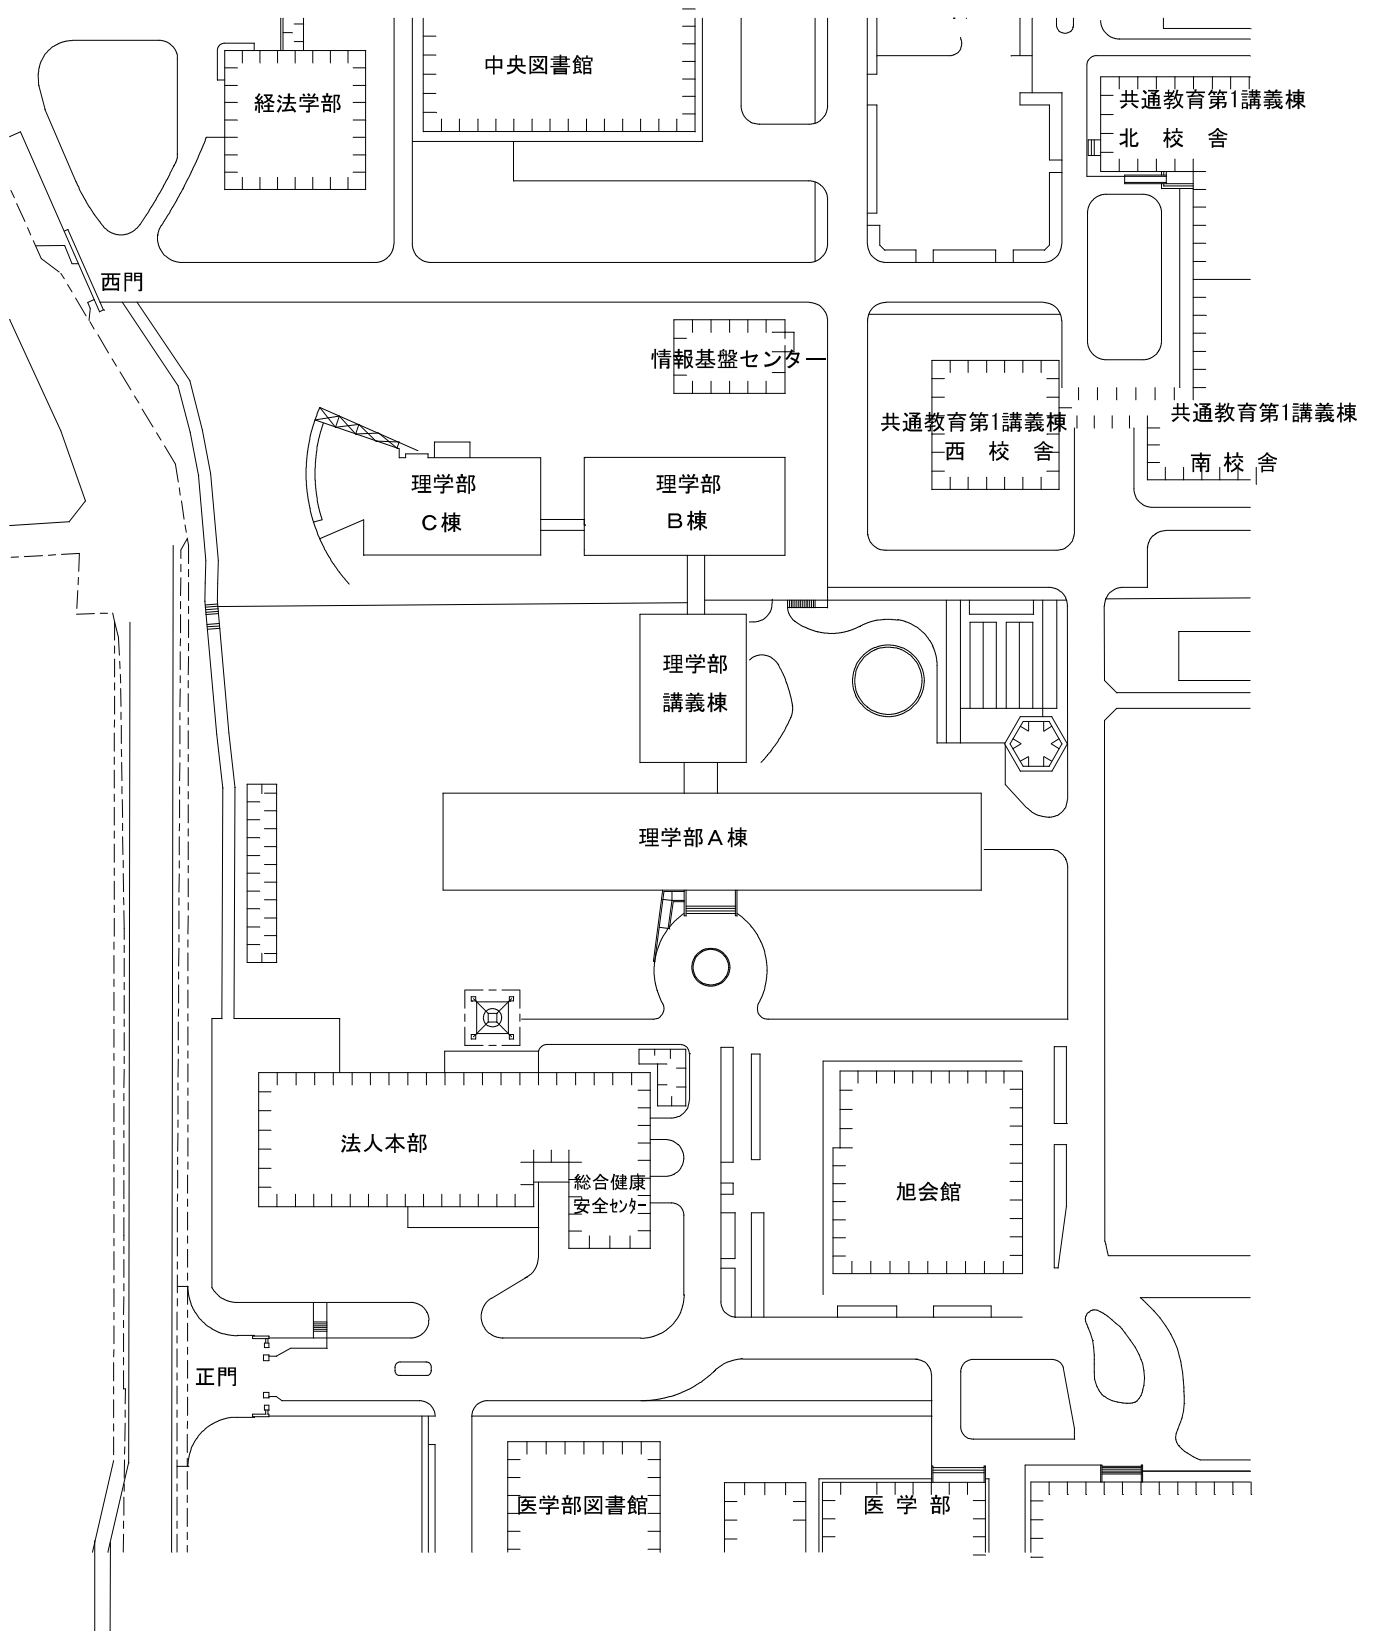 中央図書館
経法学部
共通教育第1講義棟
北校舎
西門
情報基盤センター
共通教育第1講義棟
西校舎
共通教育第1講義棟
南校舎
理学部
C棟
理学部
B棟
理学部
講義棟
理学部A棟
法人本部
総合健康
安全センター
旭会館
正門
医学部図書館
医学部